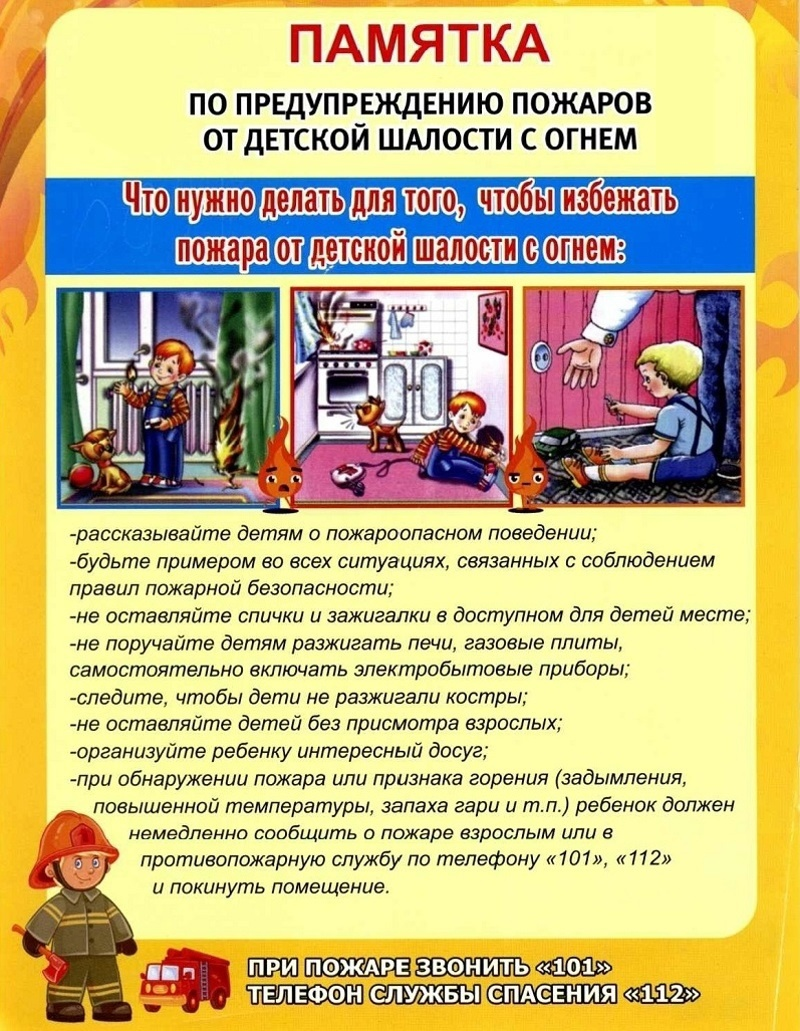 ПАМЯТКА
ПО ПРЕДУПРЕЖДЕНИЮ ПОЖАРОВ
ОТ ДЕТСКОЙ ШАЛОСТИ С ОГНЕМ
Что нужно делать для того, чтобы избежать
пожара от детской шалости с огнем:
-рассказывайте детям о пожароопасном поведении;
-будьте примером во всех ситуациях, связанных с соблюдением
правил пожарной безопасности;
-не оставляйте спички и зажигалки в доступном для детей месте;
-не поручайте детям разжигать печи, газовые плиты,
самостоятельно включать электробытовые приборы;
-следите, чтобы дети не разжигали костры;
-не оставляйте детей без присмотра взрослых;
-организуйте ребенку интересный досуг;
-при обнаружении пожара или признака горения (задымления,
повышенной температуры, запаха гари и т.п.) ребенок должен
немедленно сообщить о пожаре взрослым или в
противопожарную службу по телефону «101», «112»
и покинуть помещение.
ПРИ ПОЖАРЕ ЗВОНИТЬ «101»
ТЕЛЕФОН СЛУЖБЫ СПАСЕНИЯ «112»